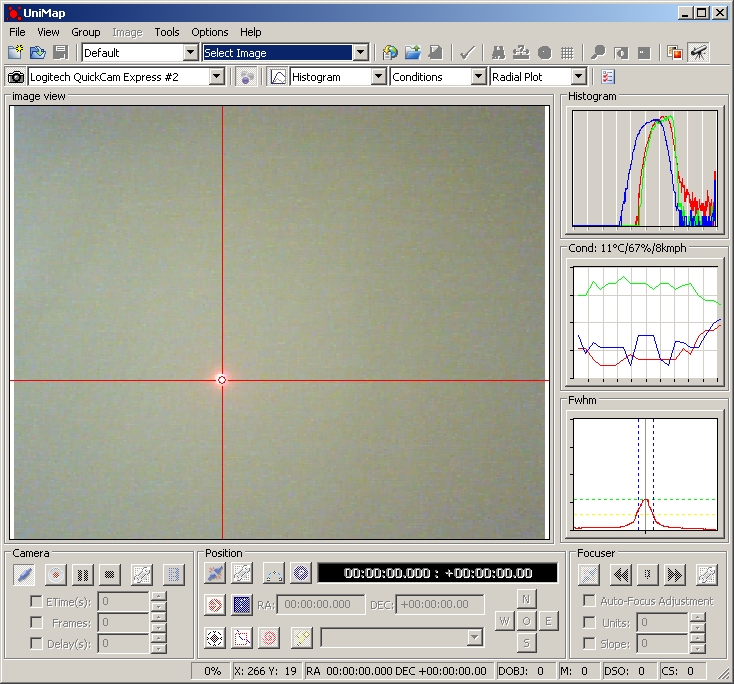 UniMap
File View Group Image Tools Options Help
Default Select Image
Logitech QuickCam Express #2 Histogram Conditions Radial Plot
image view
Histogram
Cond: 11°C/67%/8kmph
Fwhm
Camera
ETime(s): 0
Frames: 0
Delay(s): 0
Position
00:00:00.000 : +00:00:00.00
RA: 00:00:00.000 DEC: +00:00:00.00
N
W O E
S
Focuser
Auto-Focus Adjustment
Units: 0
Slope: 0
0% X: 266 Y: 19 RA 00:00:00.000 DEC +00:00:00.00 DOBJ: 0 M: 0 DSO: 0 CS: 0